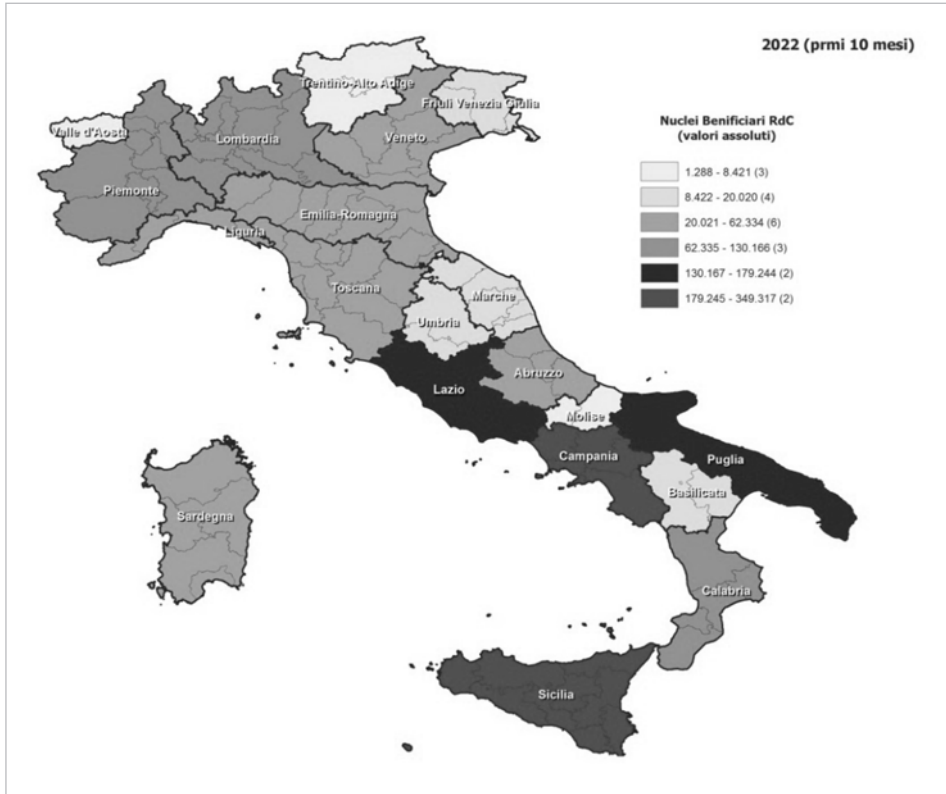 2022 (prmi 10 mesi)
Trentino-Alto Adige
Friuli Venezia Giulia
Valle d'Aosta
Lombardia
Veneto
Piemonte
Emilia-Romagna
Liguria
Toscana
Marche
Umbria
Abruzzo
Lazio
Molise
Campania
Puglia
Basilicata
Sardegna
Calabria
Sicilia
Nuclei Benificiari RdC
(valori assoluti)
1.288 - 8.421 (3)
8.422 - 20.020 (4)
20.021 - 62.334 (6)
62.335 - 130.166 (3)
130.167 - 179.244 (2)
179.245 - 349.317 (2)